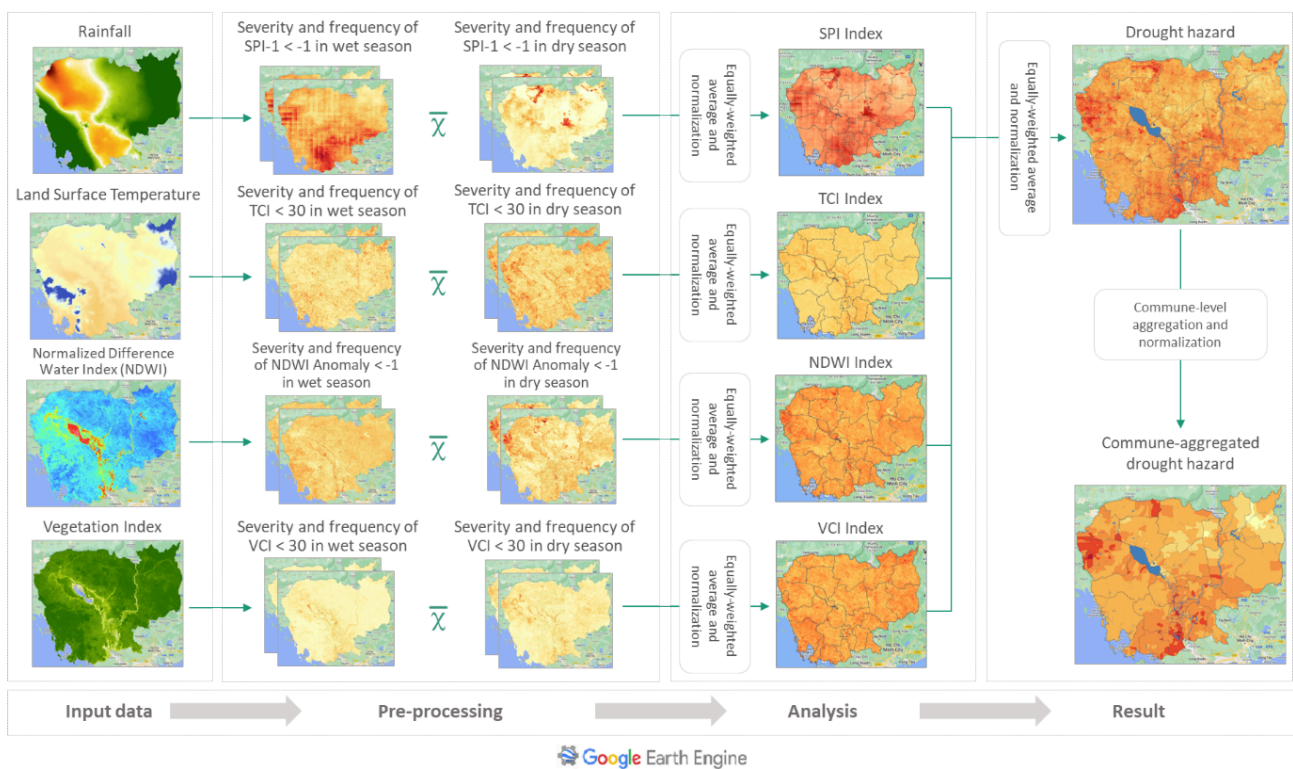 Rainfall
Severity and frequency of
SPI-1 < -1 in wet season
χ
Severity and frequency of
SPI-1 < -1 in dry season
Equally-weighted
average and
normalization
SPI Index
Equally-weighted average
and normalization
Drought hazard
Land Surface Temperature
Severity and frequency of
TCI < 30 in wet season
χ
Severity and frequency of
TCI < 30 in dry season
Equally-weighted
average and
normalization
TCI Index
Commune-level
aggregation and
normalization
Normalized Difference
Water Index (NDWI)
Severity and frequency
of NDWI Anomaly < -1
in wet season
χ
Severity and frequency
of NDWI Anomaly < -1
in dry season
Equally-weighted
average and
normalization
NDWI Index
Commune-aggregated
drought hazard
Vegetation Index
Severity and frequency of
VCI < 30 in wet season
χ
Severity and frequency of
VCI < 30 in dry season
Equally-weighted
average and
normalization
VCI Index
Input data
Pre-processing
Analysis
Result
Google Earth Engine